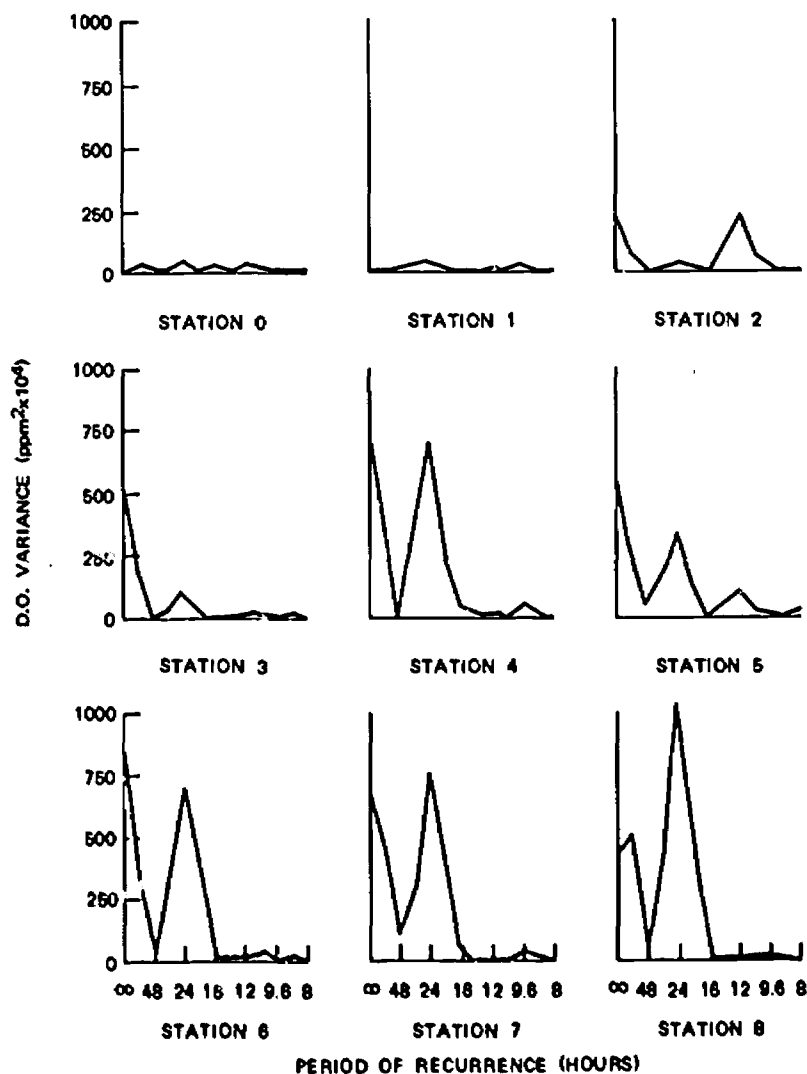 1000
750
500
250
0
STATION 0
STATION 1
STATION 2
D.O. VARIANCE (ppm²x10⁴)
1000
750
500
250
0
STATION 3
STATION 4
STATION 5
1000
750
500
250
0
∞ 48 24 16 12 9.6 8
∞ 48 24 16 12 9.6 8
∞ 48 24 16 12 9.6 8
STATION 6
STATION 7
STATION 8
PERIOD OF RECURRENCE (HOURS)